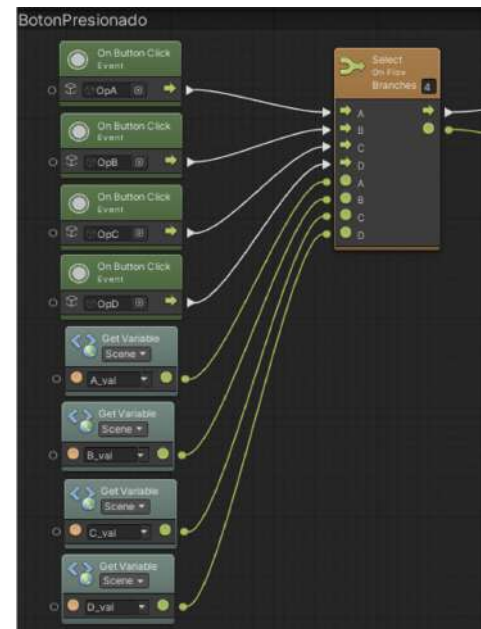 BotonPresionado
On Button Click
Event
OpA
On Button Click
Event
OpB
On Button Click
Event
OpC
On Button Click
Event
OpD
Select
On Flow
Branches 4
A
B
C
D
A
B
C
D
Get Variable
Scene
A_val
Get Variable
Scene
B_val
Get Variable
Scene
C_val
Get Variable
Scene
D_val